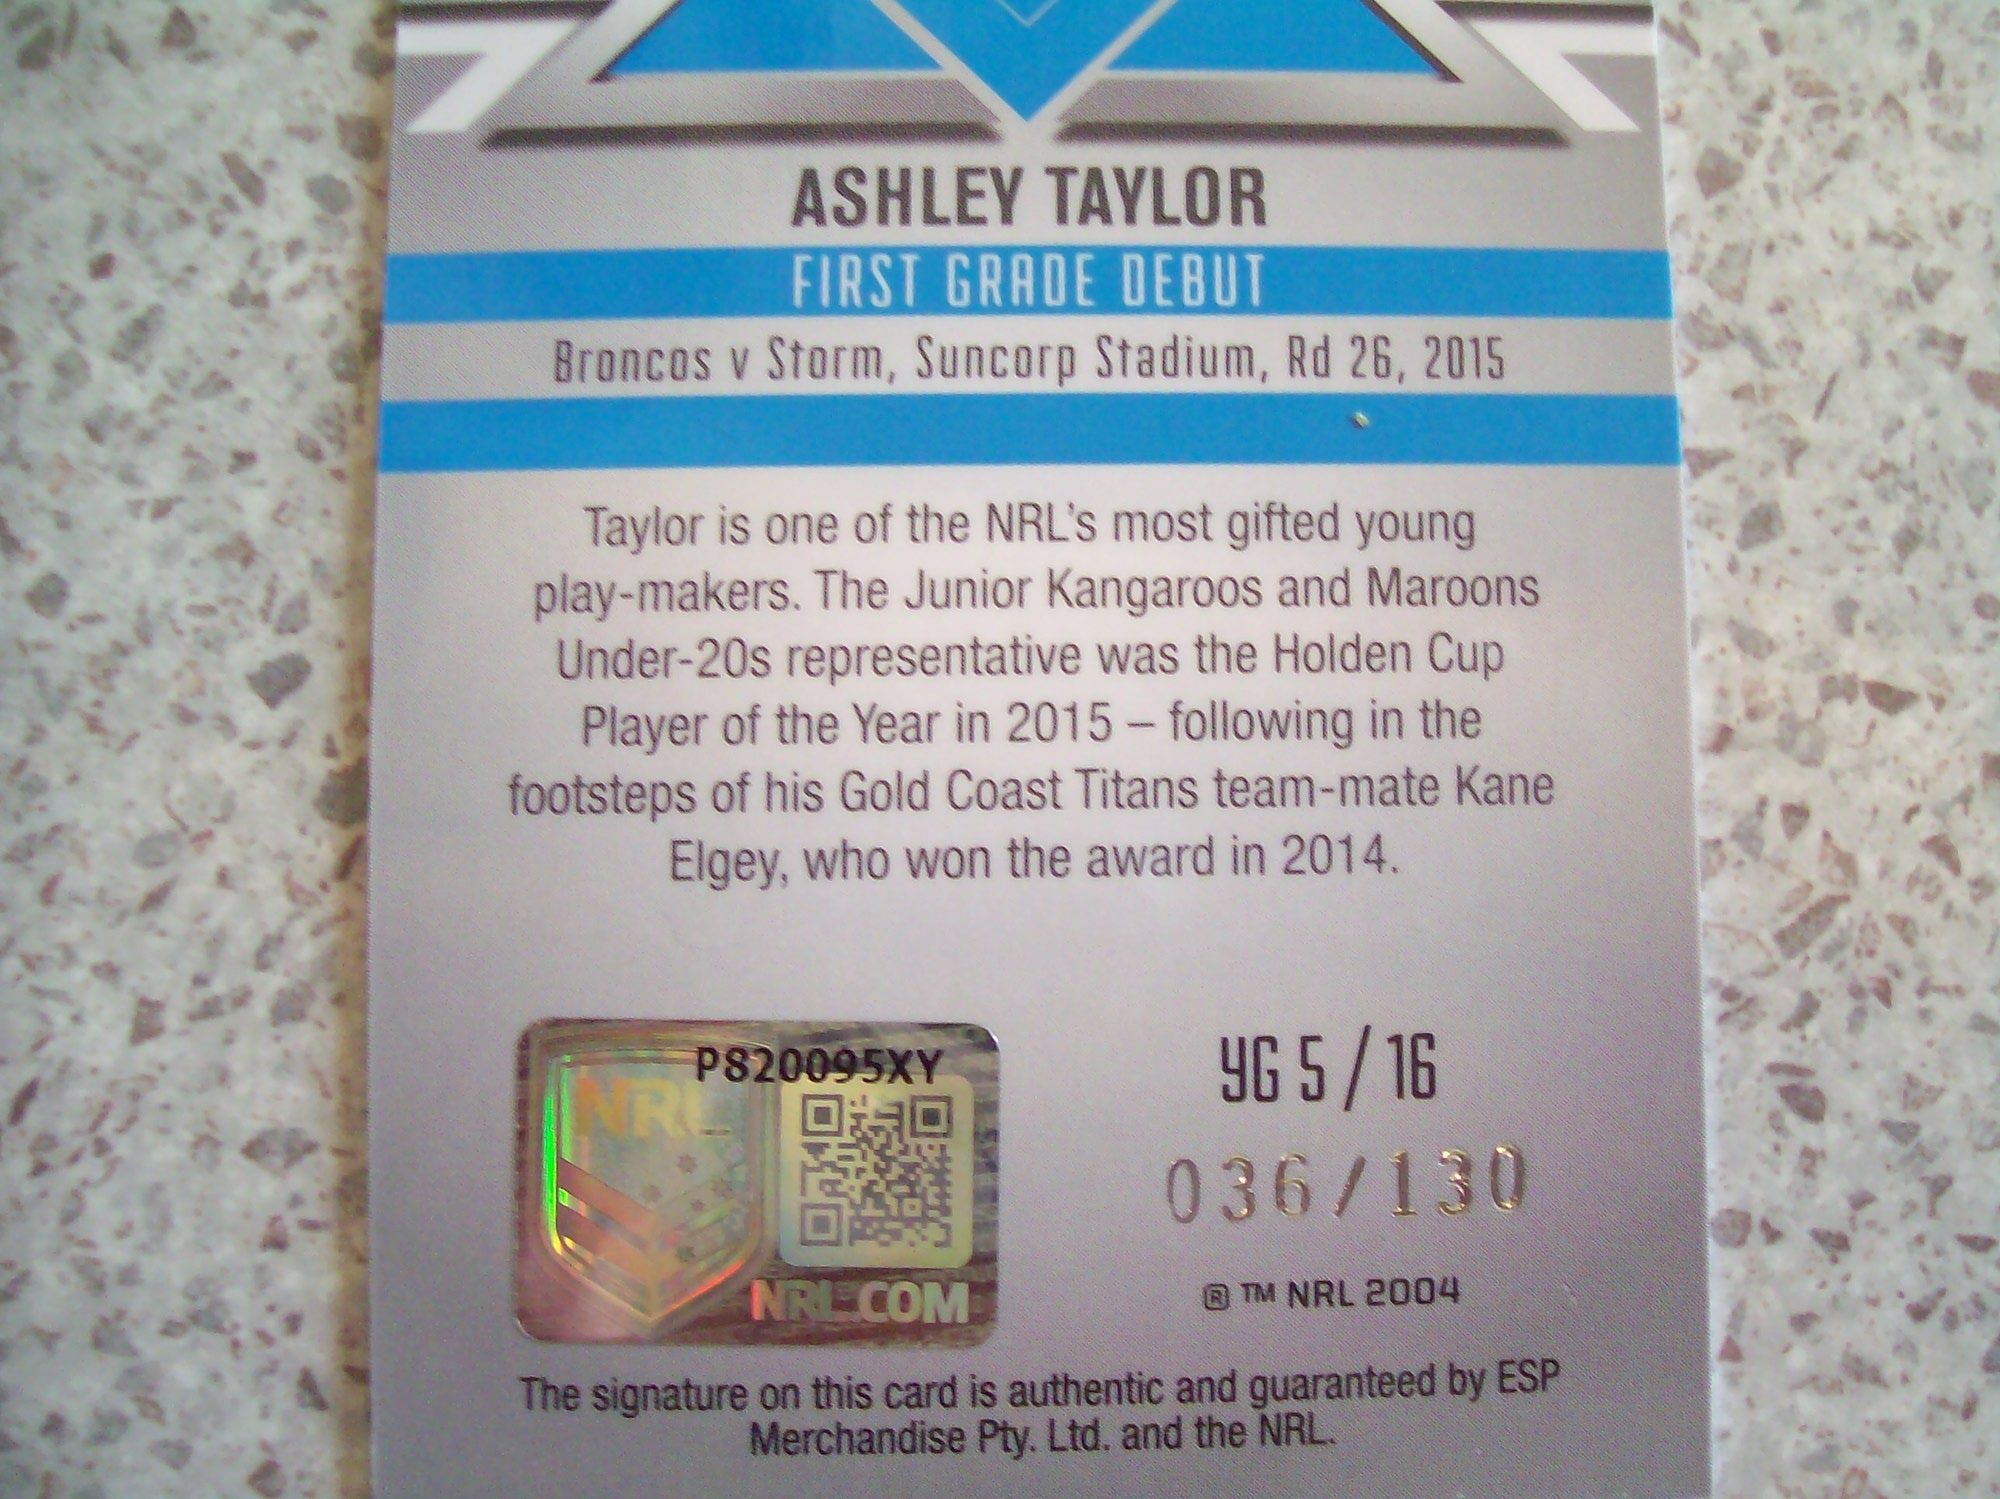 ASHLEY TAYLOR
FIRST GRADE DEBUT
Broncos v Storm, Suncorp Stadium, Rd 26, 2015
Taylor is one of the NRL's most gifted young
play-makers. The Junior Kangaroos and Maroons
Under-20s representative was the Holden Cup
Player of the Year in 2015 – following in the
footsteps of his Gold Coast Titans team-mate Kane
Elgey, who won the award in 2014.
P820095XY
NRL
NRL.COM
YG 5 / 16
036/130
® ™ NRL 2004
The signature on this card is authentic and guaranteed by ESP
Merchandise Pty. Ltd. and the NRL.